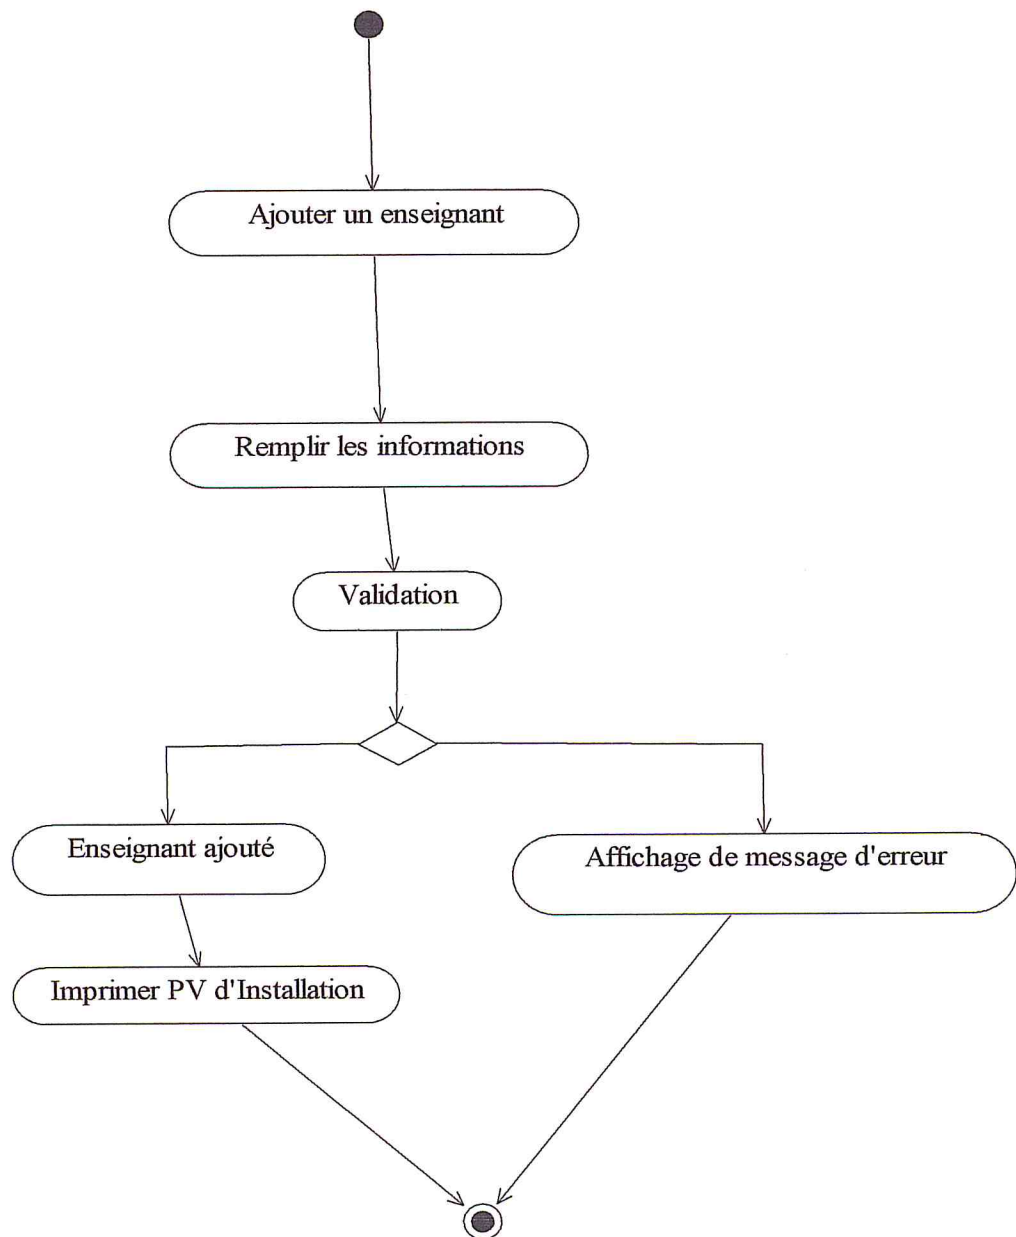 Ajouter un enseignant
Remplir les informations
Validation
Enseignant ajouté
Affichage de message d'erreur
Imprimer PV d'Installation